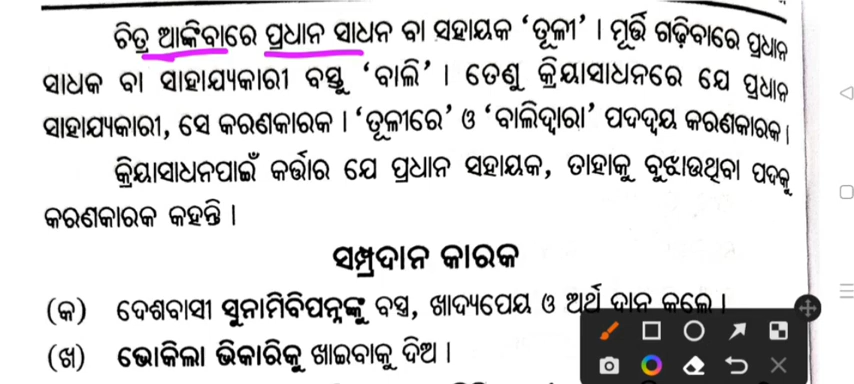 ଚିତ୍ର ଆଙ୍କିବାରେ ପ୍ରଧାନ ସାଧନ ବା ସହାୟକ ‘ତୂଳୀ’ । ମୂର୍ତ୍ତି ଗଢ଼ିବାରେ ପ୍ରଧାନ
ସାଧକ ବା ସାହାଯ୍ୟକାରୀ ବସ୍ତୁ ‘ବାଲି’ । ତେଣୁ କ୍ରିୟାସାଧନରେ ଯେ ପ୍ରଧାନ
ସାହାଯ୍ୟକାରୀ, ସେ କରଣକାରକ । ‘ତୂଳୀରେ’ ଓ ‘ବାଲିଦ୍ୱାରା’ ପଦଦ୍ୱୟ କରଣକାରକ ।
କ୍ରିୟାସାଧନପାଇଁ କର୍ତ୍ତାର ଯେ ପ୍ରଧାନ ସହାୟକ, ତାହାକୁ ବୁଝାଉଥିବା ପଦକୁ
କରଣକାରକ କହନ୍ତି ।
ସମ୍ପ୍ରଦାନ କାରକ
(କ) ଦେଶବାସୀ ସୁନାମିବିପନ୍ନଙ୍କୁ ବସ୍ତ୍ର, ଖାଦ୍ୟପେୟ ଓ ଅର୍ଥ ଦାନ କଲେ ।
(ଖ) ଭୋକିଲା ଭିକାରିକୁ ଖାଇବାକୁ ଦିଅ ।